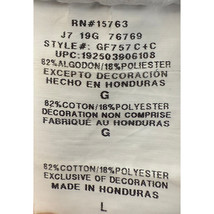 RN#15763
J7 19G 76769
STYLE#: GF757 C+C
UPC:192503906108
82%ALGODON/18%POLIESTER
EXCEPTO DECORACION
HECHO EN HONDURAS
G
82%COTON/18%POLYESTER
DECORATION NON COMPRISE
FABRIQUÉ AU HONDURAS
G
82%COTTON/18%POLYESTER
EXCLUSIVE OF DECORATION
MADE IN HONDURAS
L